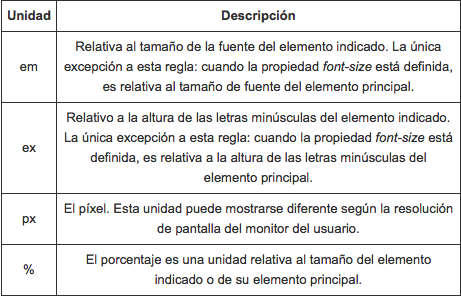 Unidad Descripción
em Relativa al tamaño de la fuente del elemento indicado. La única
excepción a esta regla: cuando la propiedad font-size está definida,
es relativa al tamaño de fuente del elemento principal.
ex Relativo a la altura de las letras minúsculas del elemento indicado.
La única excepción a esta regla: cuando la propiedad font-size está
definida, es relativa a la altura de las letras minúsculas del
elemento principal.
px El píxel. Esta unidad puede mostrarse diferente según la resolución
de pantalla del monitor del usuario.
% El porcentaje es una unidad relativa al tamaño del elemento
indicado o de su elemento principal.